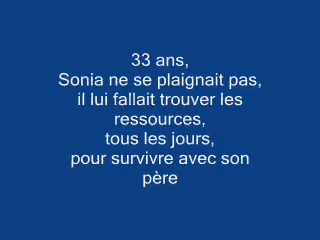 33 ans,
Sonia ne se plaignait pas,
il lui fallait trouver les
ressources,
tous les jours,
pour survivre avec son
père